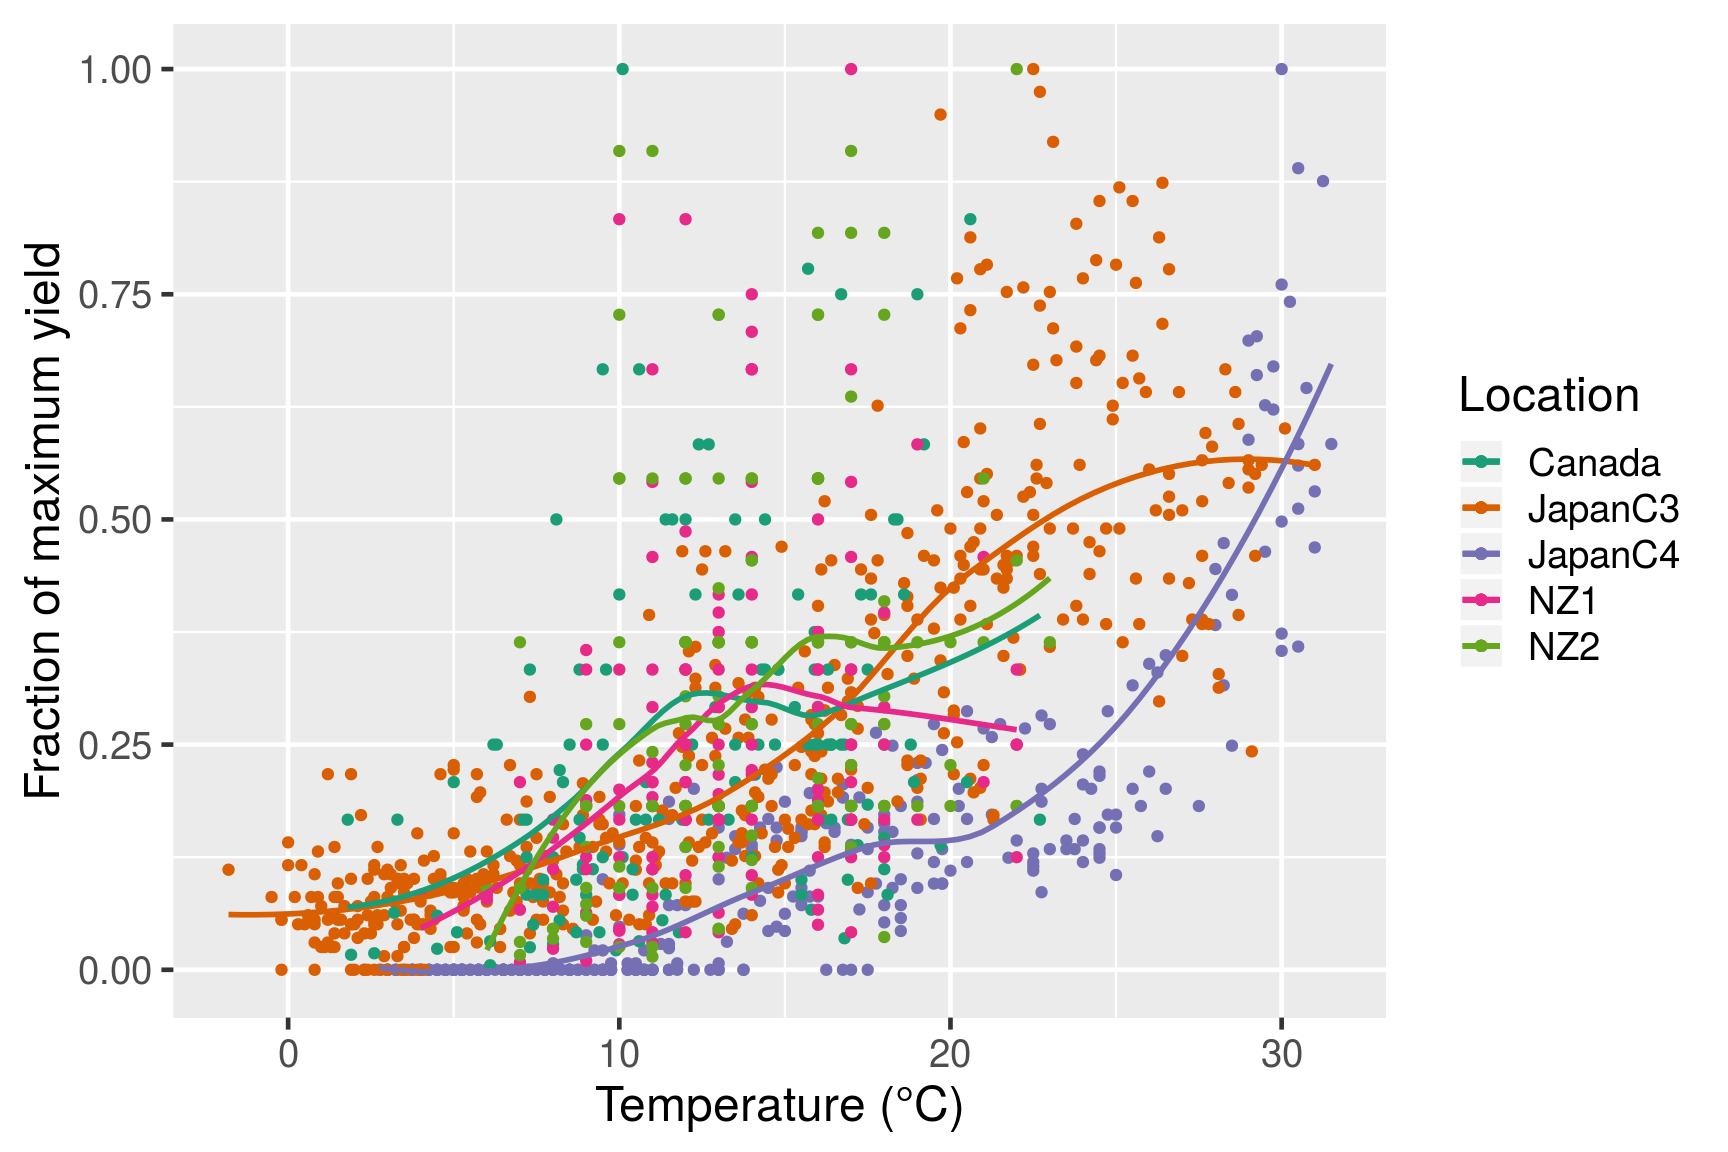 Fraction of maximum yield
1.00
0.75
0.50
0.25
0.00
0
10
20
30
Temperature (°C)
Location
Canada
JapanC3
JapanC4
NZ1
NZ2